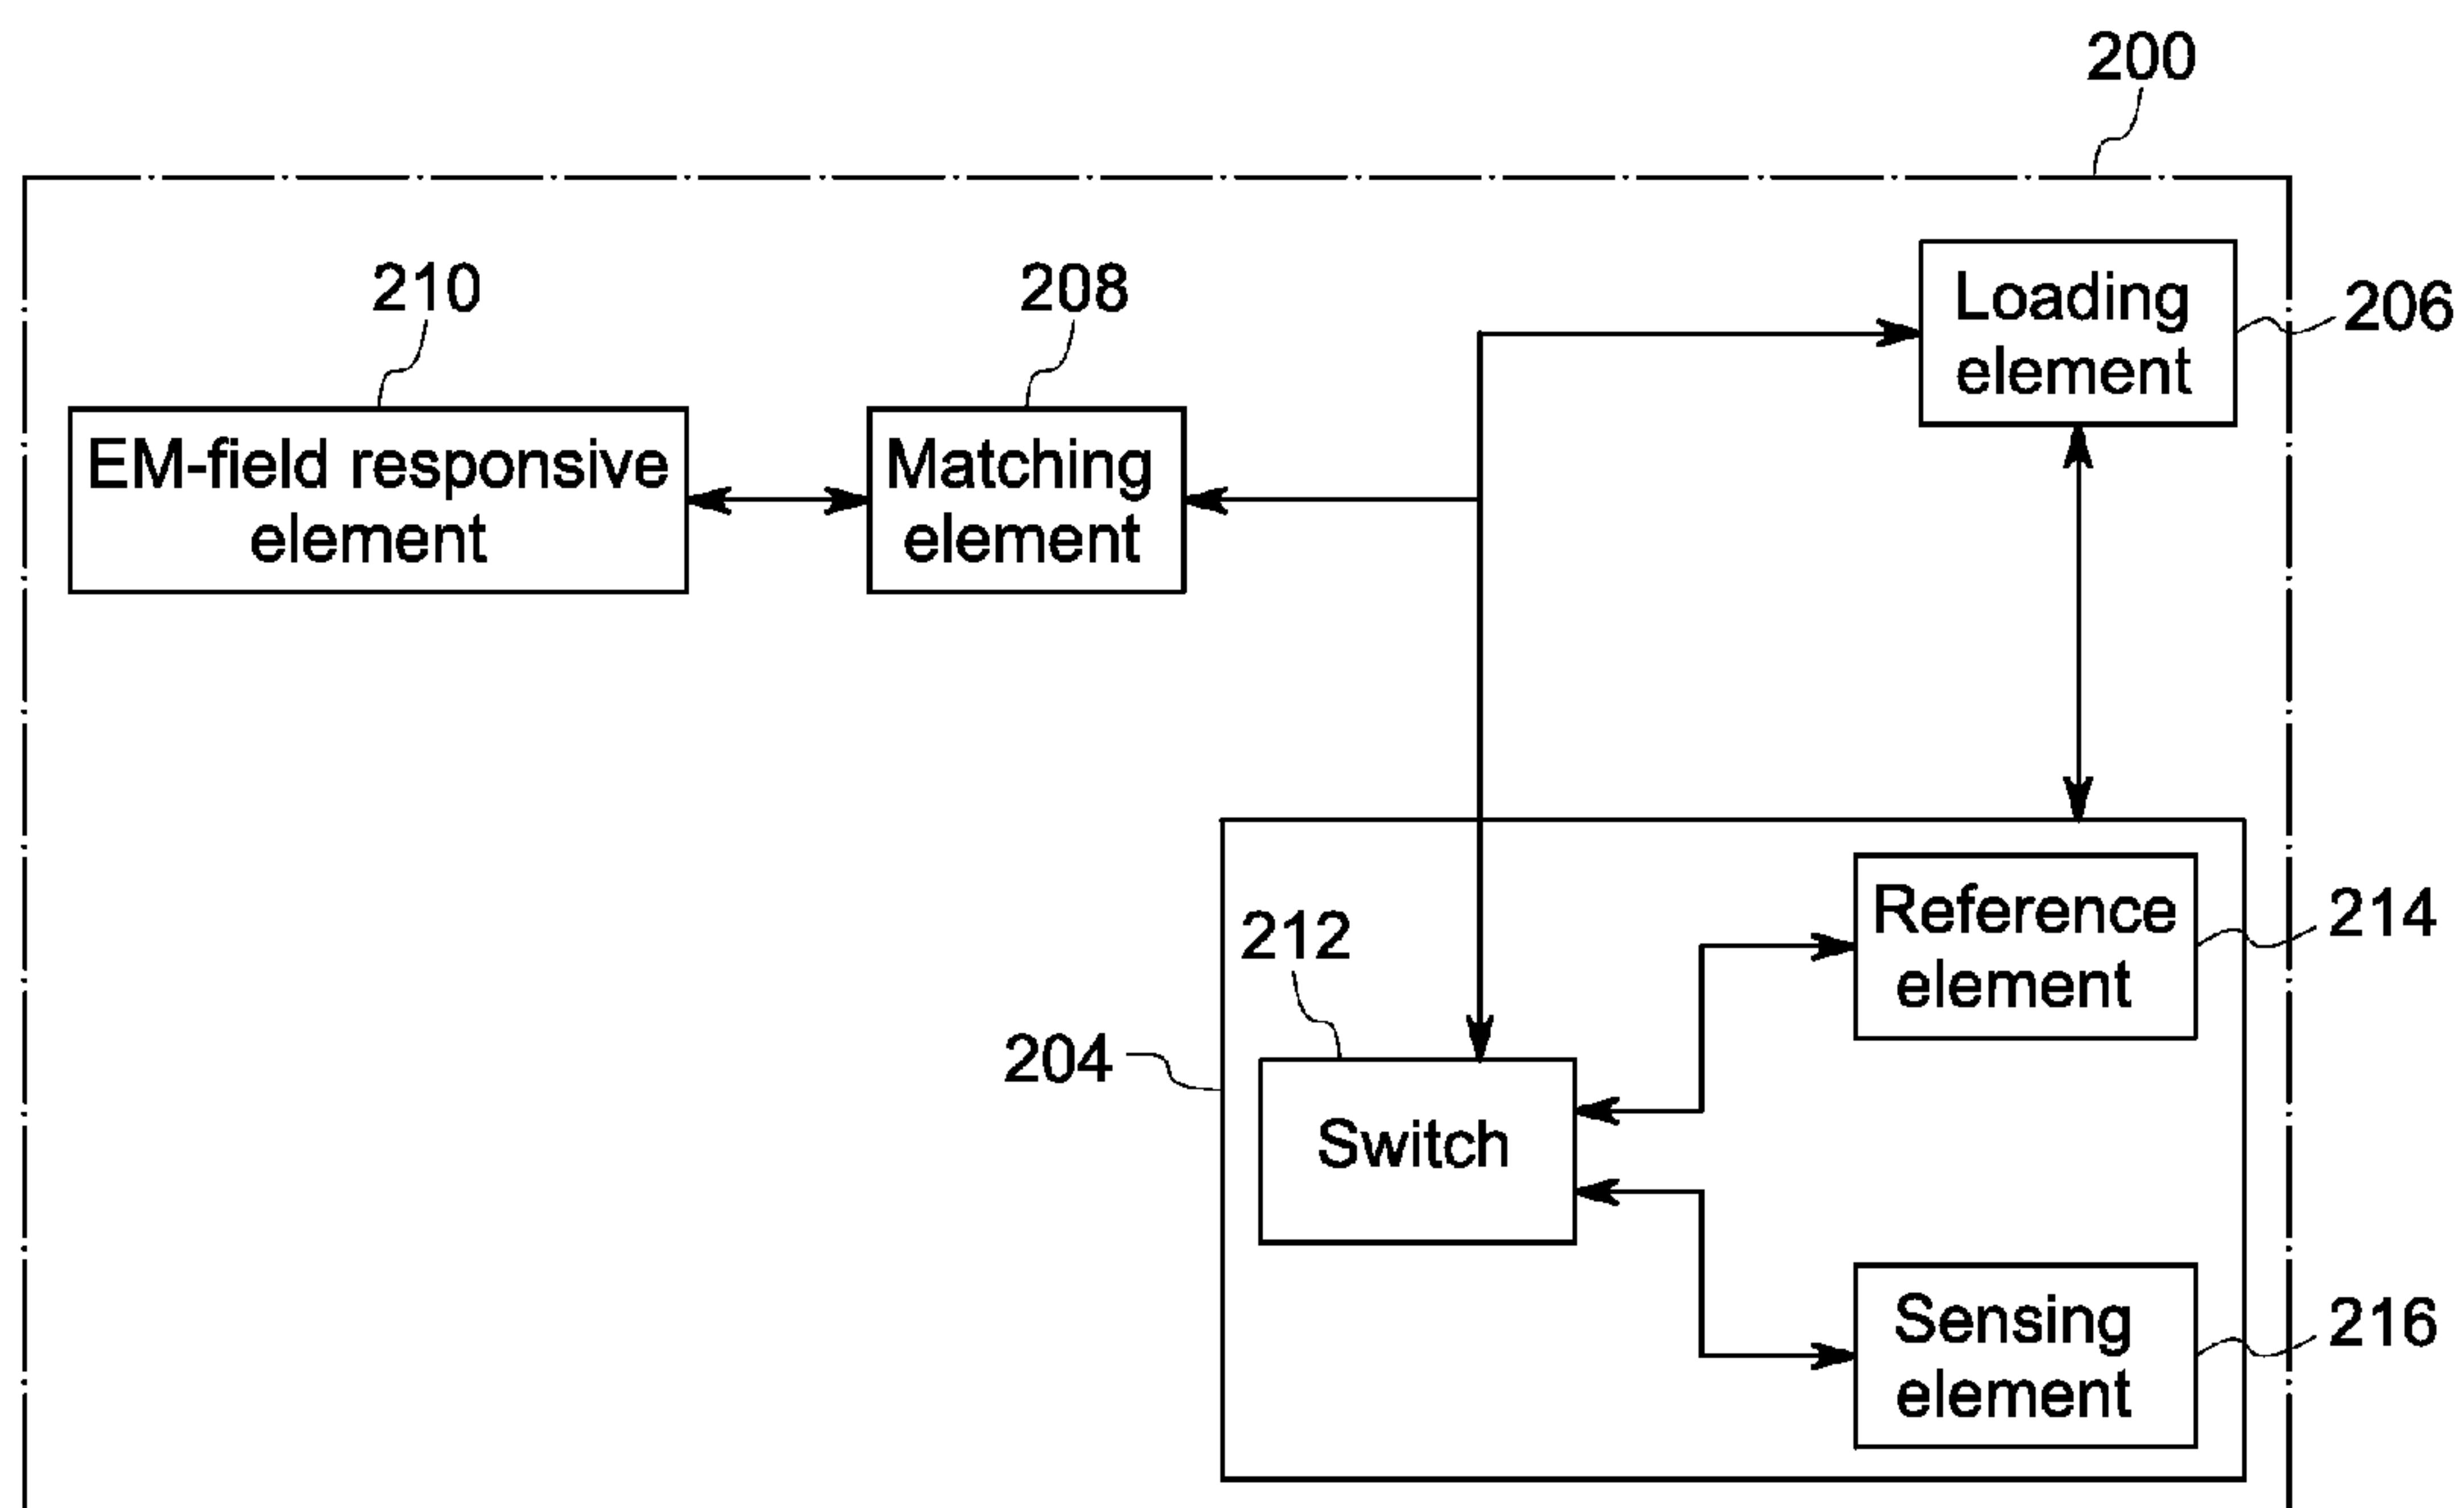 200
210
208
Loading
element
206
EM-field responsive
element
Matching
element
212
Reference
element
214
204
Switch
Sensing
element
216